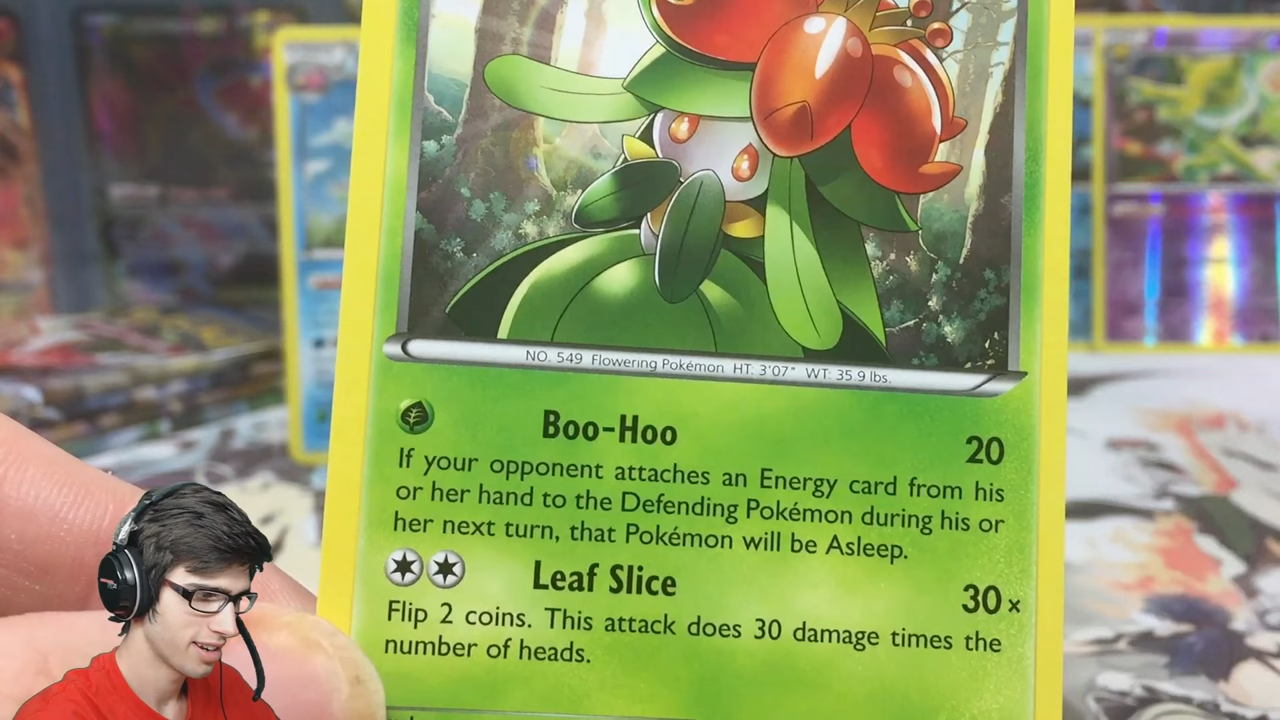 NO. 549 Flowering Pokémon HT: 3'07" WT: 35.9 lbs.
Boo-Hoo 20
If your opponent attaches an Energy card from his
or her hand to the Defending Pokémon during his or
her next turn, that Pokémon will be Asleep.
Leaf Slice 30×
Flip 2 coins. This attack does 30 damage times the
number of heads.